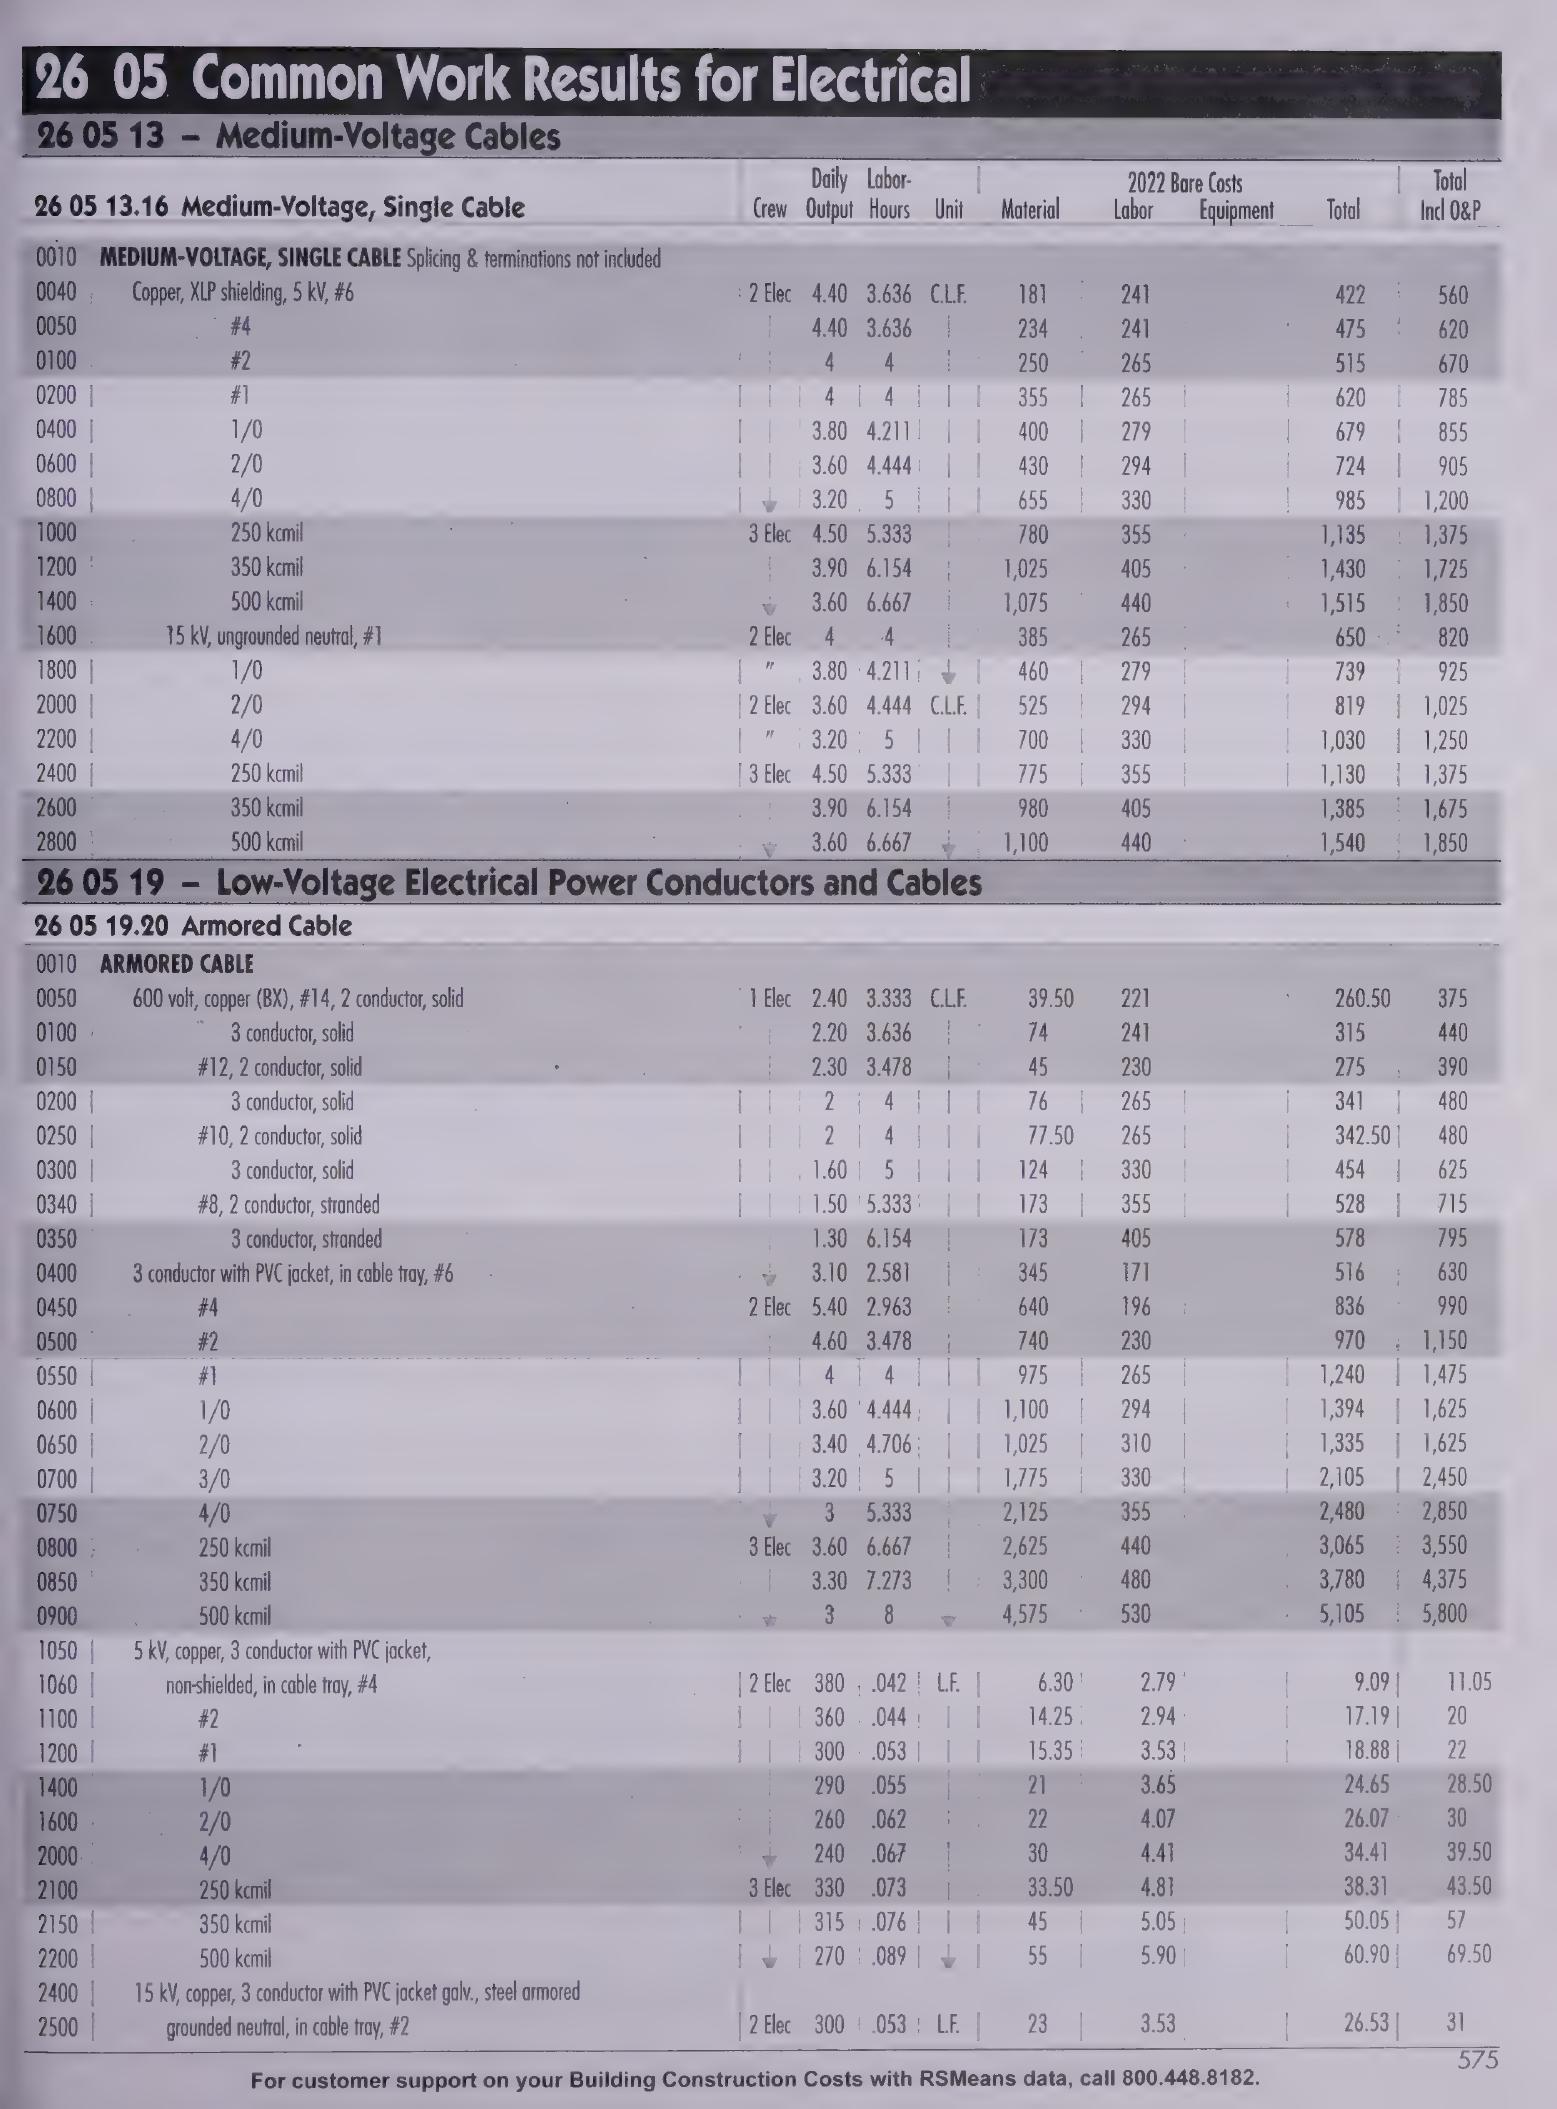 26 05 Common Work Results for Electrical
26 05 13 – Medium-Voltage Cables
26 05 13.16 Medium-Voltage, Single Cable Crew Daily Output Labor-Hours Unit Material 2022 Bare Costs Labor Equipment Total Total Incl O&P
0010 MEDIUM-VOLTAGE, SINGLE CABLE Splicing & terminations not included
0040 Copper, XLP shielding, 5 kV, #6 2 Elec 4.40 3.636 C.L.F. 181 241 422 560
0050 #4 4.40 3.636 234 241 475 620
0100 #2 4 4 250 265 515 670
0200 #1 4 4 355 265 620 785
0400 1/0 3.80 4.211 400 279 679 855
0600 2/0 3.60 4.444 430 294 724 905
0800 4/0 3.20 5 655 330 985 1,200
1000 250 kcmil 3 Elec 4.50 5.333 780 355 1,135 1,375
1200 350 kcmil 3.90 6.154 1,025 405 1,430 1,725
1400 500 kcmil 3.60 6.667 1,075 440 1,515 1,850
1600 15 kV, ungrounded neutral, #1 2 Elec 4 4 385 265 650 820
1800 1/0 " 3.80 4.211 460 279 739 925
2000 2/0 2 Elec 3.60 4.444 C.L.F. 525 294 819 1,025
2200 4/0 " 3.20 5 700 330 1,030 1,250
2400 250 kcmil 3 Elec 4.50 5.333 775 355 1,130 1,375
2600 350 kcmil 3.90 6.154 980 405 1,385 1,675
2800 500 kcmil 3.60 6.667 1,100 440 1,540 1,850
26 05 19 – Low-Voltage Electrical Power Conductors and Cables
26 05 19.20 Armored Cable
0010 ARMORED CABLE
0050 600 volt, copper (BX), #14, 2 conductor, solid 1 Elec 2.40 3.333 C.L.F. 39.50 221 260.50 375
0100 3 conductor, solid 2.20 3.636 74 241 315 440
0150 #12, 2 conductor, solid 2.30 3.478 45 230 275 390
0200 3 conductor, solid 2 4 76 265 341 480
0250 #10, 2 conductor, solid 2 4 77.50 265 342.50 480
0300 3 conductor, solid 1.60 5 124 330 454 625
0340 #8, 2 conductor, stranded 1.50 5.333 173 355 528 715
0350 3 conductor, stranded 1.30 6.154 173 405 578 795
0400 3 conductor with PVC jacket, in cable tray, #6 3.10 2.581 345 171 516 630
0450 #4 2 Elec 5.40 2.963 640 196 836 990
0500 #2 4.60 3.478 740 230 970 1,150
0550 #1 4 4 975 265 1,240 1,475
0600 1/0 3.60 4.444 1,100 294 1,394 1,625
0650 2/0 3.40 4.706 1,025 310 1,335 1,625
0700 3/0 3.20 5 1,775 330 2,105 2,450
0750 4/0 3 5.333 2,125 355 2,480 2,850
0800 250 kcmil 3 Elec 3.60 6.667 2,625 440 3,065 3,550
0850 350 kcmil 3.30 7.273 3,300 480 3,780 4,375
0900 500 kcmil 3 8 4,575 530 5,105 5,800
1050 5 kV, copper, 3 conductor with PVC jacket,
1060 non-shielded, in cable tray, #4 2 Elec 380 .042 L.F. 6.30 2.79 9.09 11.05
1100 #2 360 .044 14.25 2.94 17.19 20
1200 #1 300 .053 15.35 3.53 18.88 22
1400 1/0 290 .055 21 3.65 24.65 28.50
1600 2/0 260 .062 22 4.07 26.07 30
2000 4/0 240 .067 30 4.41 34.41 39.50
2100 250 kcmil 3 Elec 330 .073 33.50 4.81 38.31 43.50
2150 350 kcmil 315 .076 45 5.05 50.05 57
2200 500 kcmil 270 .089 55 5.90 60.90 69.50
2400 15 kV, copper, 3 conductor with PVC jacket galv., steel armored
2500 grounded neutral, in cable tray, #2 2 Elec 300 .053 L.F. 23 3.53 26.53 31
575
For customer support on your Building Construction Costs with RSMeans data, call 800.448.8182.